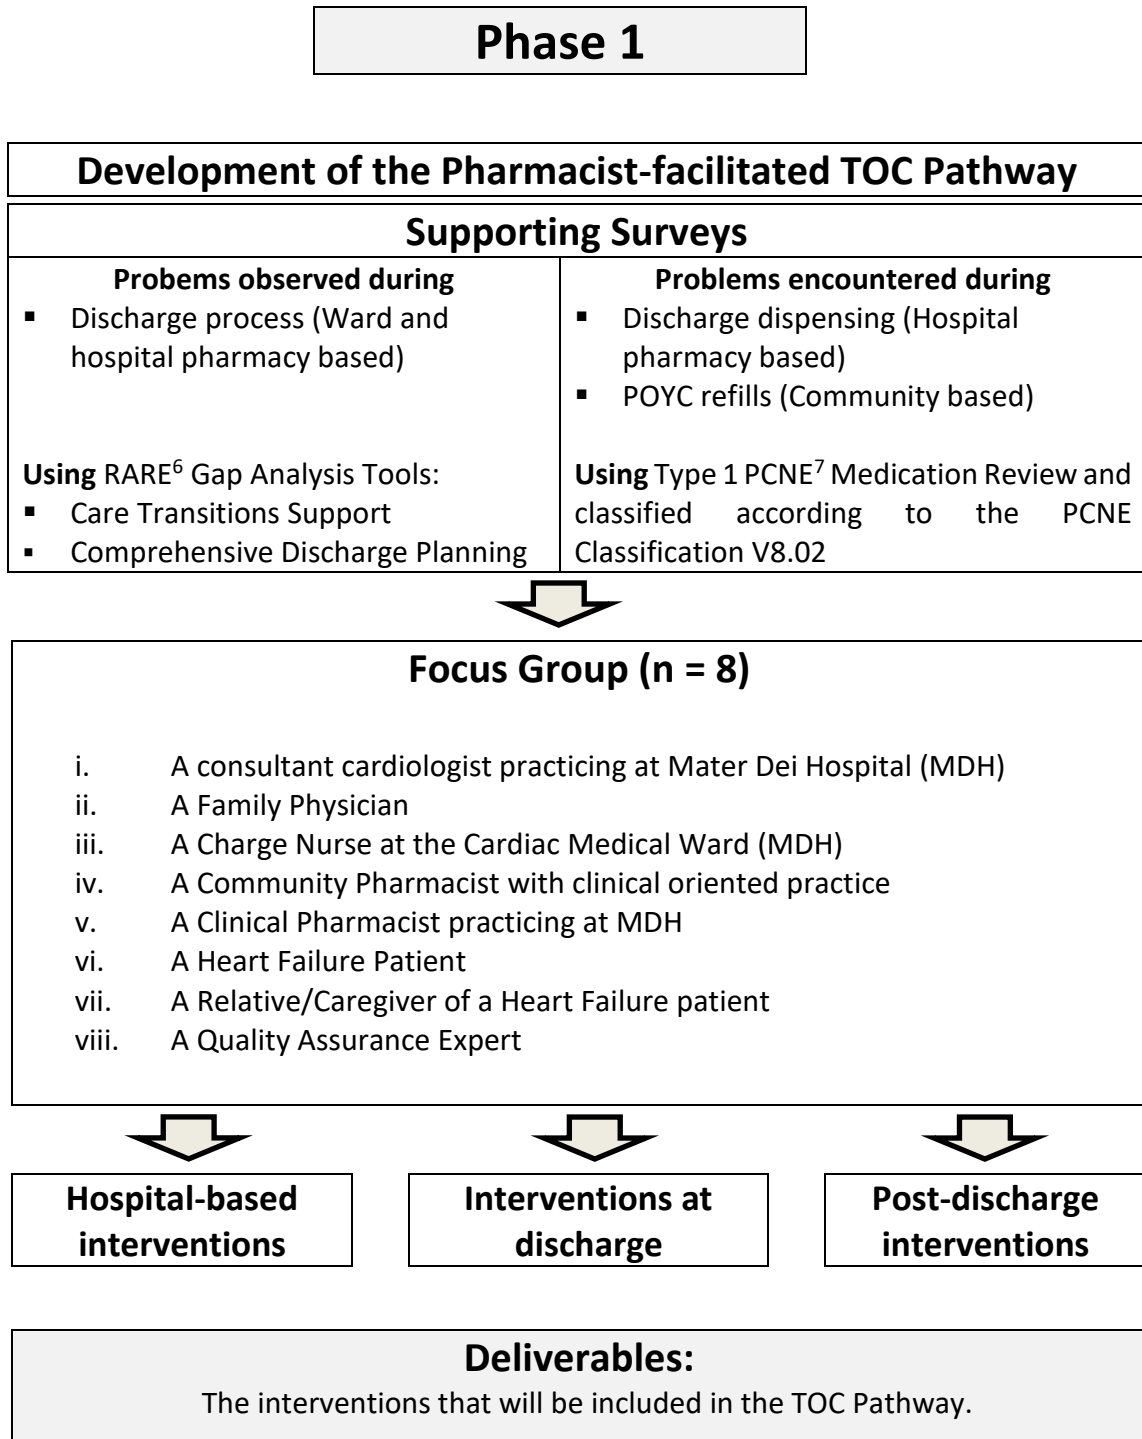 Phase 1
Development of the Pharmacist-facilitated TOC Pathway
Supporting Surveys
Probems observed during
▪ Discharge process (Ward and
hospital pharmacy based)
Using RARE⁶ Gap Analysis Tools:
▪ Care Transitions Support
▪ Comprehensive Discharge Planning
Problems encountered during
▪ Discharge dispensing (Hospital
pharmacy based)
▪ POYC refills (Community based)
Using Type 1 PCNE⁷ Medication Review and
classified according to the PCNE
Classification V8.02
Focus Group (n = 8)
i. A consultant cardiologist practicing at Mater Dei Hospital (MDH)
ii. A Family Physician
iii. A Charge Nurse at the Cardiac Medical Ward (MDH)
iv. A Community Pharmacist with clinical oriented practice
v. A Clinical Pharmacist practicing at MDH
vi. A Heart Failure Patient
vii. A Relative/Caregiver of a Heart Failure patient
viii. A Quality Assurance Expert
Hospital-based
interventions
Interventions at
discharge
Post-discharge
interventions
Deliverables:
The interventions that will be included in the TOC Pathway.